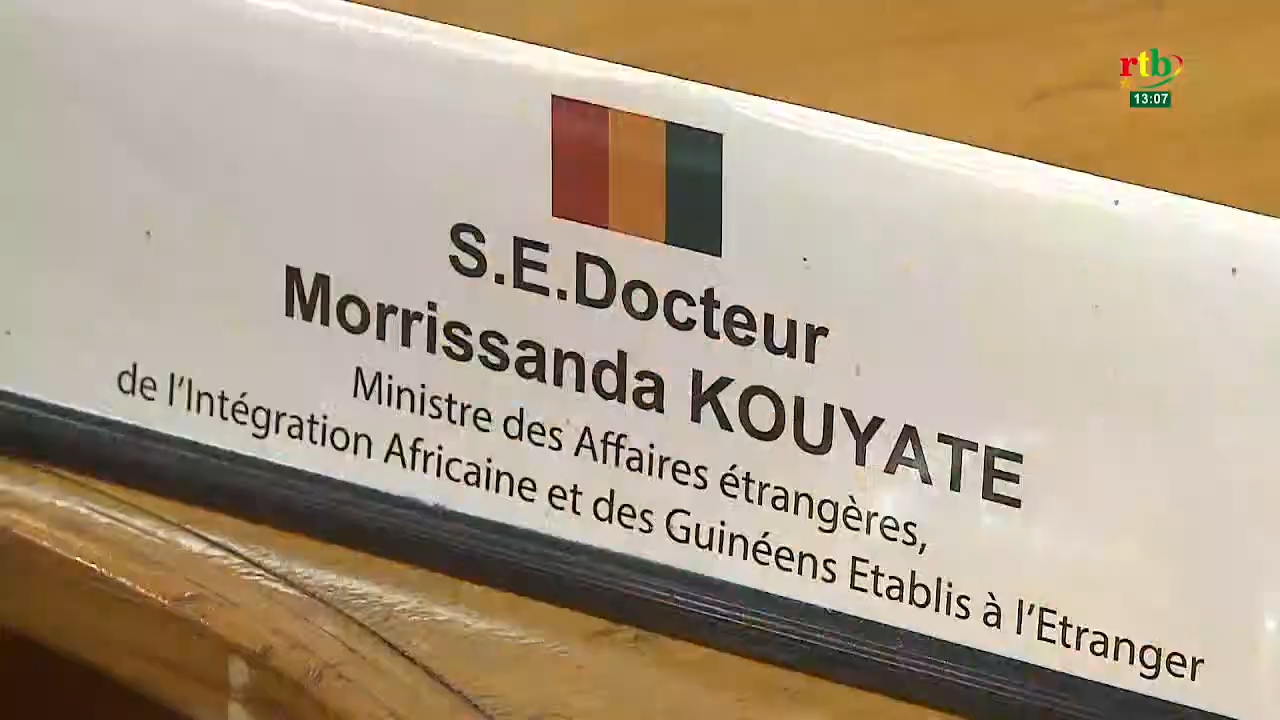 rtb
13:07
S.E.Docteur
Morrissanda KOUYATE
Ministre des Affaires étrangères,
de l'Intégration Africaine et des Guinéens Etablis à l'Etranger